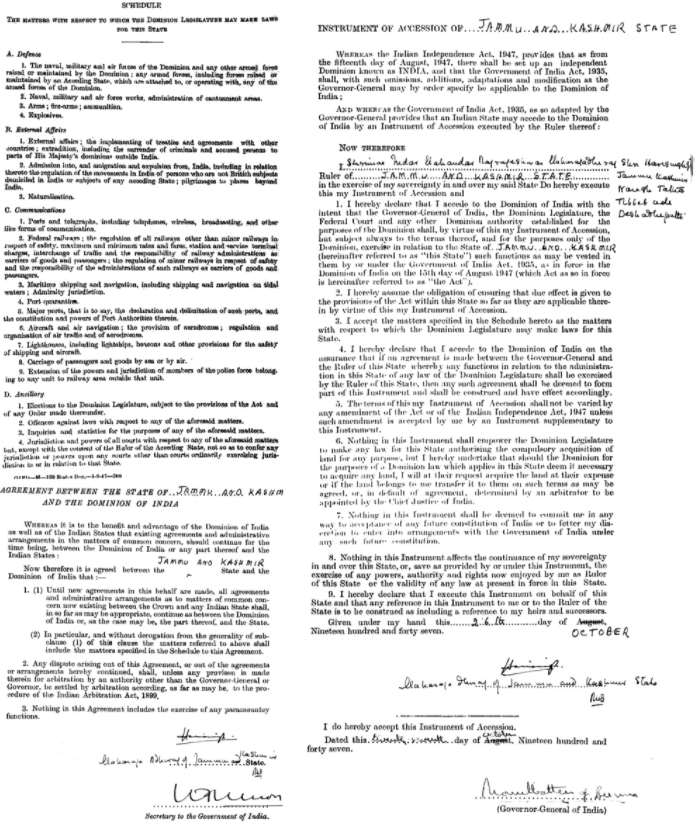 SCHEDULE
THE MATTERS WITH RESPECT TO WHICH THE DOMINION LEGISLATURE MAY MAKE LAWS
FOR THIS STATE
A. Defence
1. The naval, military and air forces of the Dominion and any other armed force
raised or maintained by the Dominion; any armed forces, including forces raised or
maintained by an Acceding State, which are attached to, or operating with, any of the
armed forces of the Dominion.
2. Naval, military and air force works, administration of cantonment areas.
3. Arms; fire-arms; ammunition.
4. Explosives.
B. External Affairs
1. External affairs; the implementing of treaties and agreements with other
countries; extradition, including the surrender of criminals and accused persons to
parts of His Majesty's dominions outside India.
2. Admission into, and emigration and expulsion from, India, including in relation
thereto the regulation of the movements in India of persons who are not British subjects
domiciled in India or subjects of any acceding State; pilgrimages to places beyond
India.
3. Naturalisation.
C. Communications
1. Posts and telegraphs, including telephones, wireless, broadcasting, and other
like forms of communication.
2. Federal railways; the regulation of all railways other than minor railways in
respect of safety, maximum and minimum rates and fares, station and service terminal
charges, interchange of traffic and the responsibility of railway administrations as
carriers of goods and passengers; the regulation of minor railways in respect of safety
and the responsibility of the administrations of such railways as carriers of goods and
passengers.
3. Maritime shipping and navigation, including shipping and navigation on tidal
waters; Admiralty jurisdiction.
4. Port quarantine.
5. Major ports, that is to say, the declaration and delimitation of such ports, and
the constitution and powers of Port Authorities therein.
6. Aircraft and air navigation; the provision of aerodromes; regulation and
organisation of air traffic and of aerodromes.
7. Lighthouses, including lightships, beacons and other provisions for the safety
of shipping and aircraft.
8. Carriage of passengers and goods by sea or by air.
9. Extension of the powers and jurisdiction of members of the police force belong-
ing to any unit to railway area outside that unit.
D. Ancillary
1. Elections to the Dominion Legislature, subject to the provisions of the Act and
of any Order made thereunder.
2. Offences against laws with respect to any of the aforesaid matters.
3. Inquiries and statistics for the purposes of any of the aforesaid matters.
4. Jurisdiction and powers of all courts with respect to any of the aforesaid matters
but, except with the consent of the Ruler of the Acceding State, not so as to confer any
jurisdiction or powers upon any courts other than courts ordinarily exercising juris-
diction in or in relation to that State.
AGREEMENT BETWEEN THE STATE OF JAMMU AND KASHMIR
AND THE DOMINION OF INDIA
WHEREAS it is to the benefit and advantage of the Dominion of India
as well as of the Indian States that existing agreements and administrative
arrangements in the matters of common concern, should continue for the
time being, between the Dominion of India or any part thereof and the
Indian States:
JAMMU AND KASHMIR
Now therefore it is agreed between the State and the
Dominion of India that:—
1. (1) Until new agreements in this behalf are made, all agreements
and administrative arrangements as to matters of common con-
cern now existing between the Crown and any Indian State shall,
in so far as may be appropriate, continue as between the Dominion
of India or, as the case may be, the part thereof, and the State.
(2) In particular, and without derogation from the generality of sub-
clause (1) of this clause the matters referred to above shall
include the matters specified in the Schedule to this Agreement.
2. Any dispute arising out of this Agreement, or out of the agreements
or arrangements hereby continued, shall, unless any provision is made
therein for arbitration by an authority other than the Governor-General or
Governor, be settled by arbitration according, as far as may be, to the pro-
cedure of the Indian Arbitration Act, 1899.
3. Nothing in this Agreement includes the exercise of any paramountcy
functions.
State.
Secretary to the Government of India.
INSTRUMENT OF ACCESSION OF JAMMU AND KASHMIR STATE
WHEREAS the Indian Independence Act, 1947, provides that as from
the fifteenth day of August, 1947, there shall be set up an independent
Dominion known as INDIA, and that the Government of India Act, 1935,
shall, with such omissions, additions, adaptations and modification as the
Governor-General may by order specify be applicable to the Dominion of
India;
AND WHEREAS the Government of India Act, 1935, as so adapted by the
Governor-General provides that an Indian State may accede to the Dominion
of India by an Instrument of Accession executed by the Ruler thereof:
NOW THEREFORE
Ruler of JAMMU AND KASHMIR STATE
in the exercise of my sovereignty in and over my said State Do hereby execute
this my Instrument of Accession and
1. I hereby declare that I accede to the Dominion of India with the
intent that the Governor-General of India, the Dominion Legislature, the
Federal Court and any other Dominion authority established for the
purposes of the Dominion shall, by virtue of this my Instrument of Accession,
but subject always to the terms thereof, and for the purposes only of the
Dominion, exercise in relation to the State of JAMMU AND KASHMIR
(hereinafter referred to as "this State") such functions as may be vested in
them by or under the Government of India Act, 1935, as in force in the
Dominion of India on the 15th day of August 1947 (which Act as so in force
is hereinafter referred to as "the Act").
2. I hereby assume the obligation of ensuring that due effect is given to
the provisions of the Act within this State so far as they are applicable there-
in by virtue of this my Instrument of Accession.
3. I accept the matters specified in the Schedule hereto as the matters
with respect to which the Dominion Legislature may make laws for this
State.
4. I hereby declare that I accede to the Dominion of India on the
assurance that if an agreement is made between the Governor-General and
the Ruler of this State whereby any functions in relation to the administra-
tion in this State of any law of the Dominion Legislature shall be exercised
by the Ruler of this State, then any such agreement shall be deemed to form
part of this Instrument and shall be construed and have effect accordingly.
5. The terms of this my Instrument of Accession shall not be varied by
any amendment of the Act or of the Indian Independence Act, 1947 unless
such amendment is accepted by me by an Instrument supplementary to
this Instrument.
6. Nothing in this Instrument shall empower the Dominion Legislature
to make any law for this State authorising the compulsory acquisition of
land for any purpose, but I hereby undertake that should the Dominion for
the purposes of a Dominion law which applies in this State deem it necessary
to acquire any land, I will at their request acquire the land at their expense
or if the land belongs to me transfer it to them on such terms as may be
agreed, or, in default of agreement, determined by an arbitrator to be
appointed by the Chief Justice of India.
7. Nothing in this Instrument shall be deemed to commit me in any
way to acceptance of any future constitution of India or to fetter my dis-
cretion to enter into arrangements with the Government of India under
any such future constitution.
8. Nothing in this Instrument affects the continuance of my sovereignty
in and over this State, or, save as provided by or under this Instrument, the
exercise of any powers, authority and rights now enjoyed by me as Ruler
of this State or the validity of any law at present in force in this State.
9. I hereby declare that I execute this Instrument on behalf of this
State and that any reference in this Instrument to me or to the Ruler of the
State is to be construed as including a reference to my heirs and successors.
Given under my hand this 26th day of August,
Nineteen hundred and forty seven. OCTOBER
Maharaja Dhiraj of Jammu and Kashmir State
I do hereby accept this Instrument of Accession.
Dated this twenty seventh day of August, October Nineteen hundred and
forty seven.
Mountbatten of Burma
(Governor-General of India)